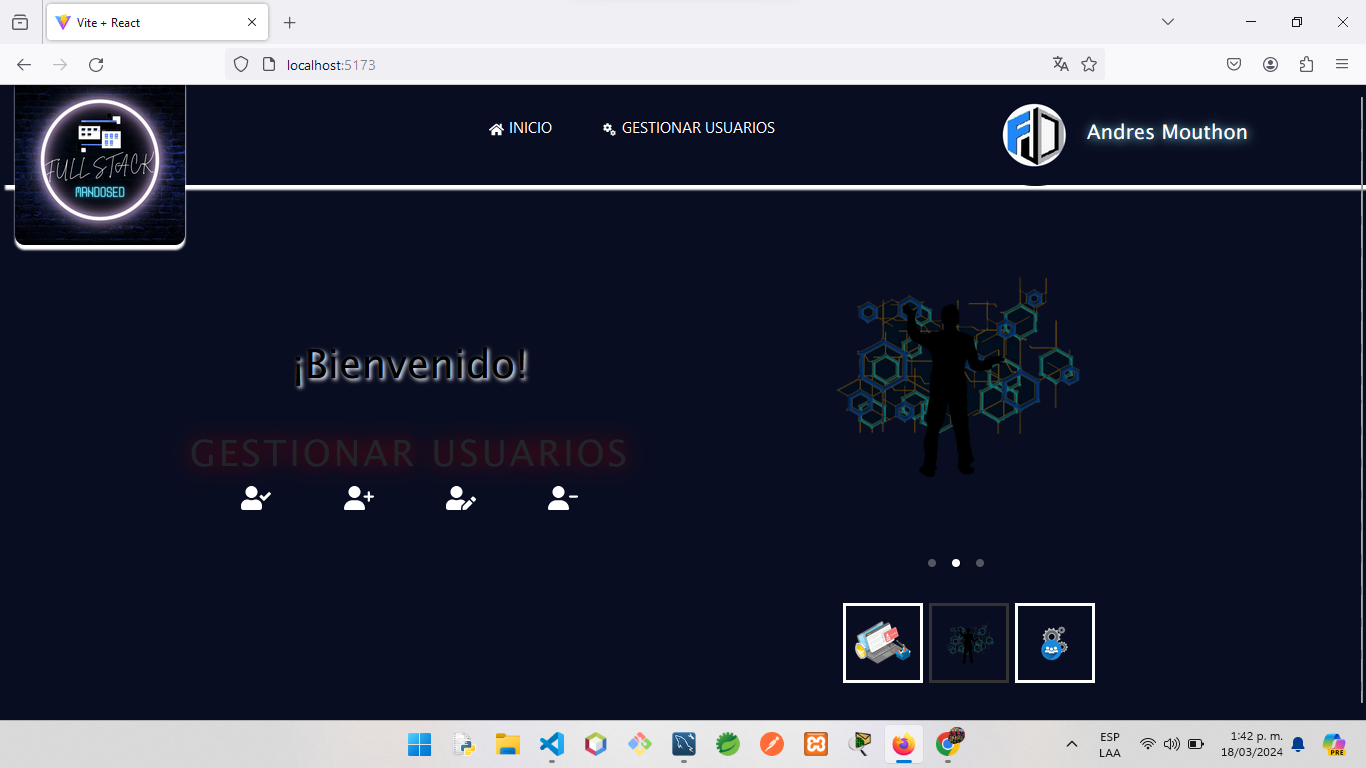 Vite + React
localhost:5173
FULL STACK
MANDOSED
INICIO
GESTIONAR USUARIOS
Andres Mouthon
¡Bienvenido!
GESTIONAR USUARIOS
ESP
LAA
1:42 p. m.
18/03/2024
PRE